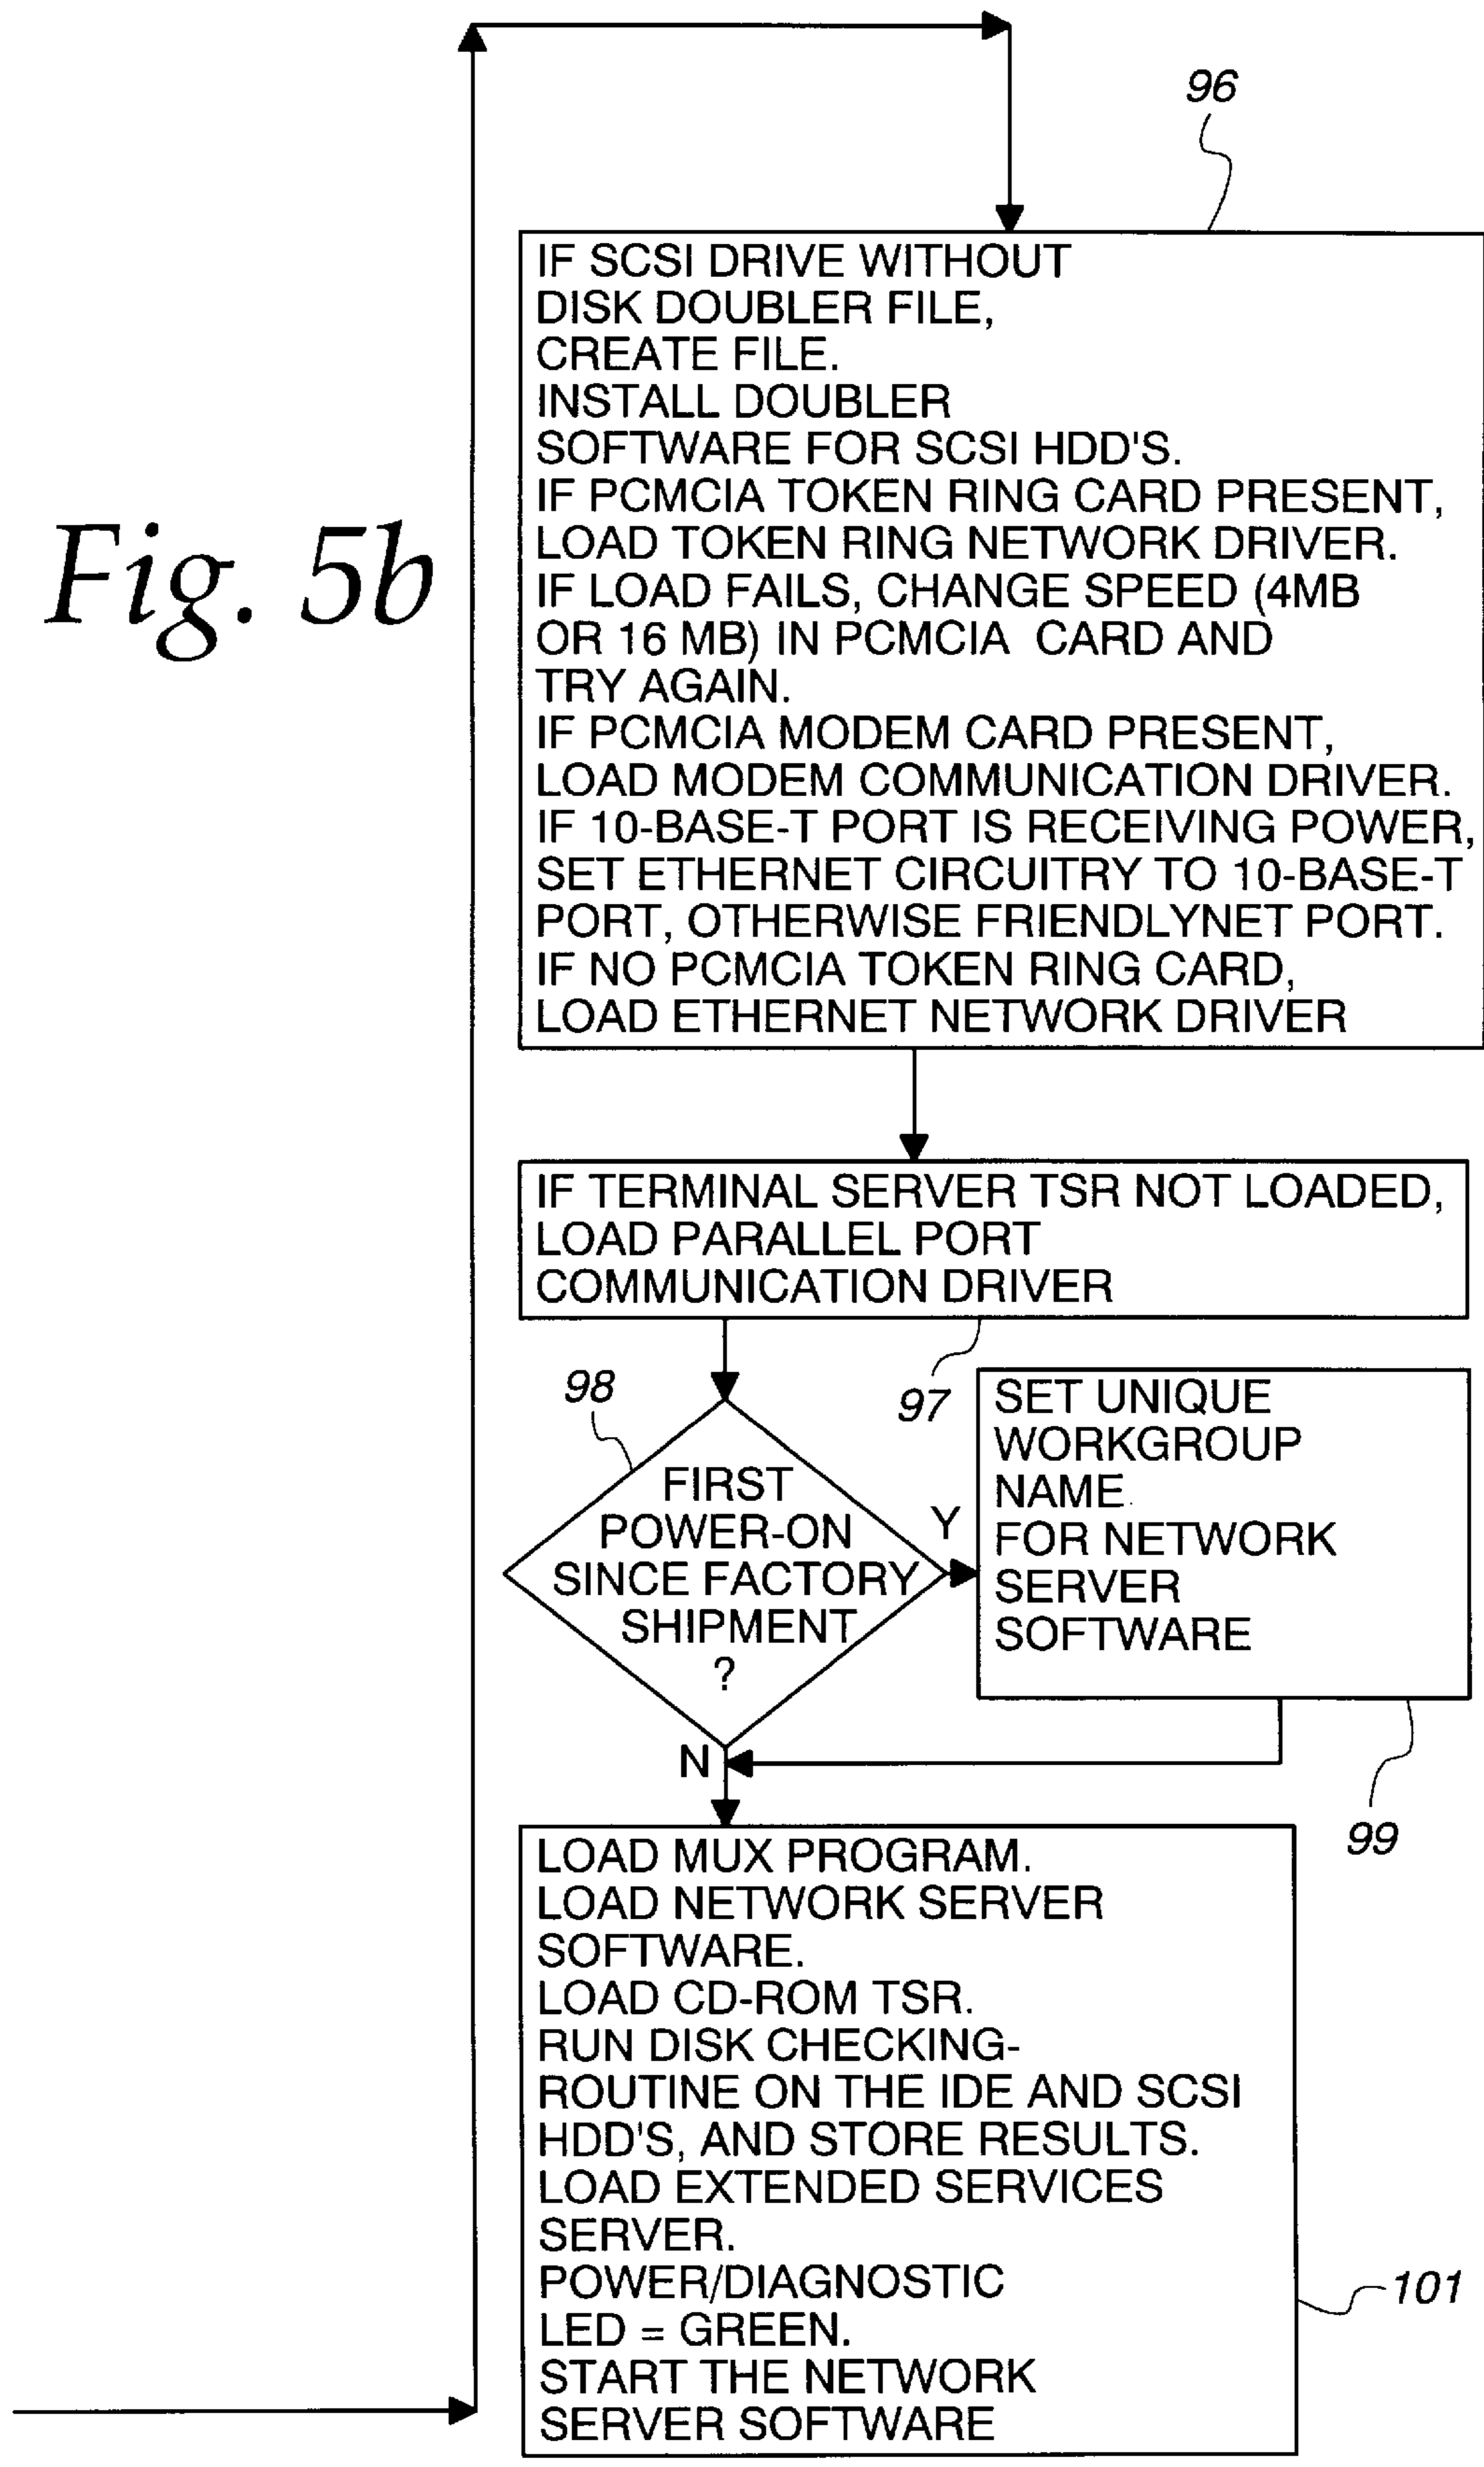 Fig. 5b
96
IF SCSI DRIVE WITHOUT
DISK DOUBLER FILE,
CREATE FILE.
INSTALL DOUBLER
SOFTWARE FOR SCSI HDD'S.
IF PCMCIA TOKEN RING CARD PRESENT,
LOAD TOKEN RING NETWORK DRIVER.
IF LOAD FAILS, CHANGE SPEED (4MB
OR 16 MB) IN PCMCIA CARD AND
TRY AGAIN.
IF PCMCIA MODEM CARD PRESENT,
LOAD MODEM COMMUNICATION DRIVER.
IF 10-BASE-T PORT IS RECEIVING POWER,
SET ETHERNET CIRCUITRY TO 10-BASE-T
PORT, OTHERWISE FRIENDLYNET PORT.
IF NO PCMCIA TOKEN RING CARD,
LOAD ETHERNET NETWORK DRIVER
IF TERMINAL SERVER TSR NOT LOADED,
LOAD PARALLEL PORT
COMMUNICATION DRIVER
97
98
FIRST
POWER-ON
SINCE FACTORY
SHIPMENT
?
Y
N
SET UNIQUE
WORKGROUP
NAME
FOR NETWORK
SERVER
SOFTWARE
99
LOAD MUX PROGRAM.
LOAD NETWORK SERVER
SOFTWARE.
LOAD CD-ROM TSR.
RUN DISK CHECKING-
ROUTINE ON THE IDE AND SCSI
HDD'S, AND STORE RESULTS.
LOAD EXTENDED SERVICES
SERVER.
POWER/DIAGNOSTIC
LED = GREEN.
START THE NETWORK
SERVER SOFTWARE
101